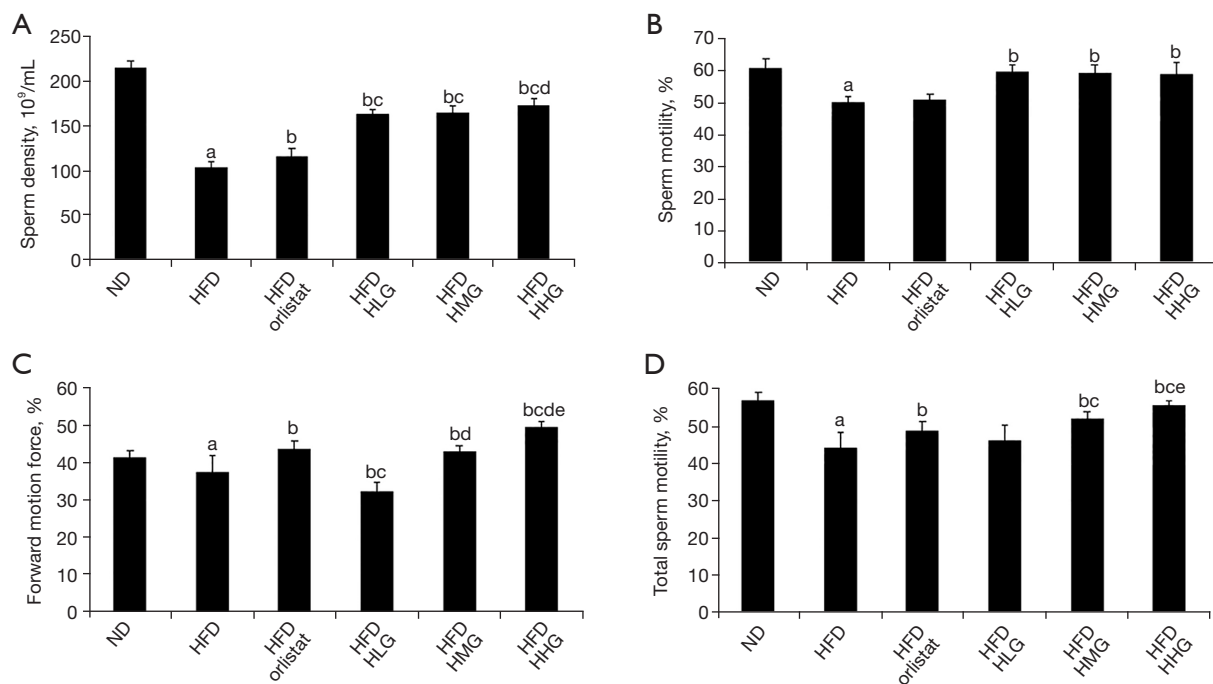 A
Sperm density, 10⁹/mL
250
200
150
100
50
0
a
b
bc
bc
bcd
ND
HFD
HFD
orlistat
HFD
HLG
HFD
HMG
HFD
HHG
B
Sperm motility, %
70
60
50
40
30
20
10
0
a
b
b
b
ND
HFD
HFD
orlistat
HFD
HLG
HFD
HMG
HFD
HHG
C
Forward motion force, %
60
50
40
30
20
10
0
a
b
bc
bd
bcde
ND
HFD
HFD
orlistat
HFD
HLG
HFD
HMG
HFD
HHG
D
Total sperm motility, %
60
50
40
30
20
10
0
a
b
bc
bce
ND
HFD
HFD
orlistat
HFD
HLG
HFD
HMG
HFD
HHG